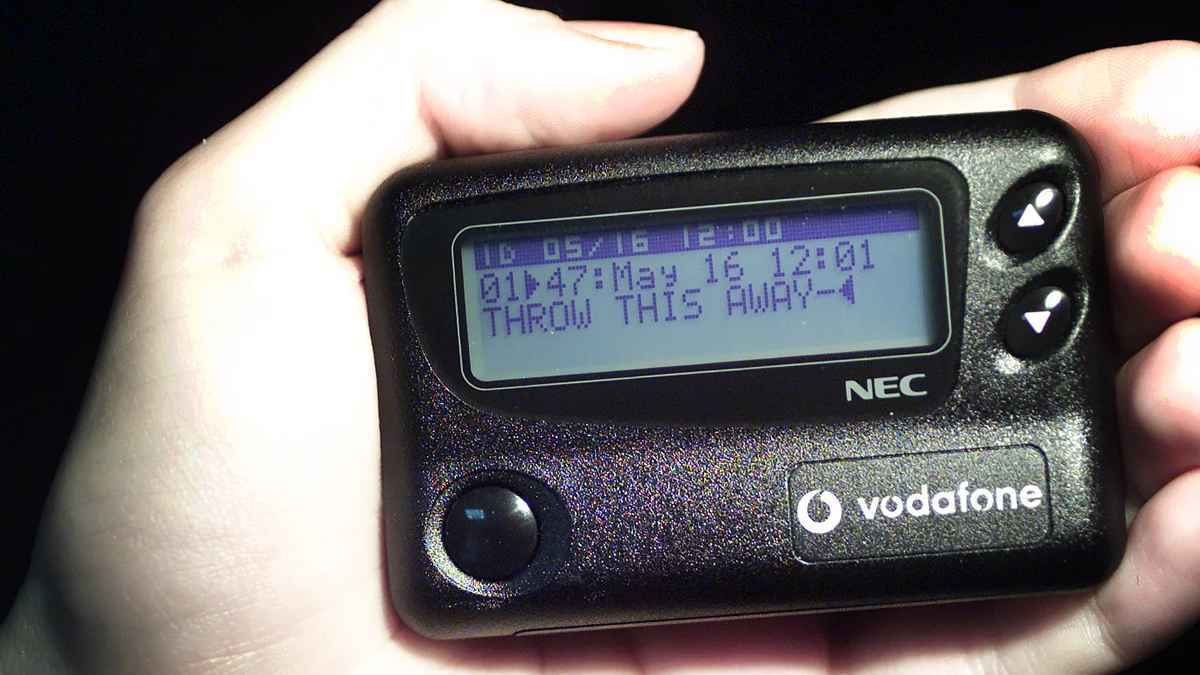 16 05/16 12:00
01▶47:May 16 12:01
THROW THIS AWAY-◀
NEC
vodafone